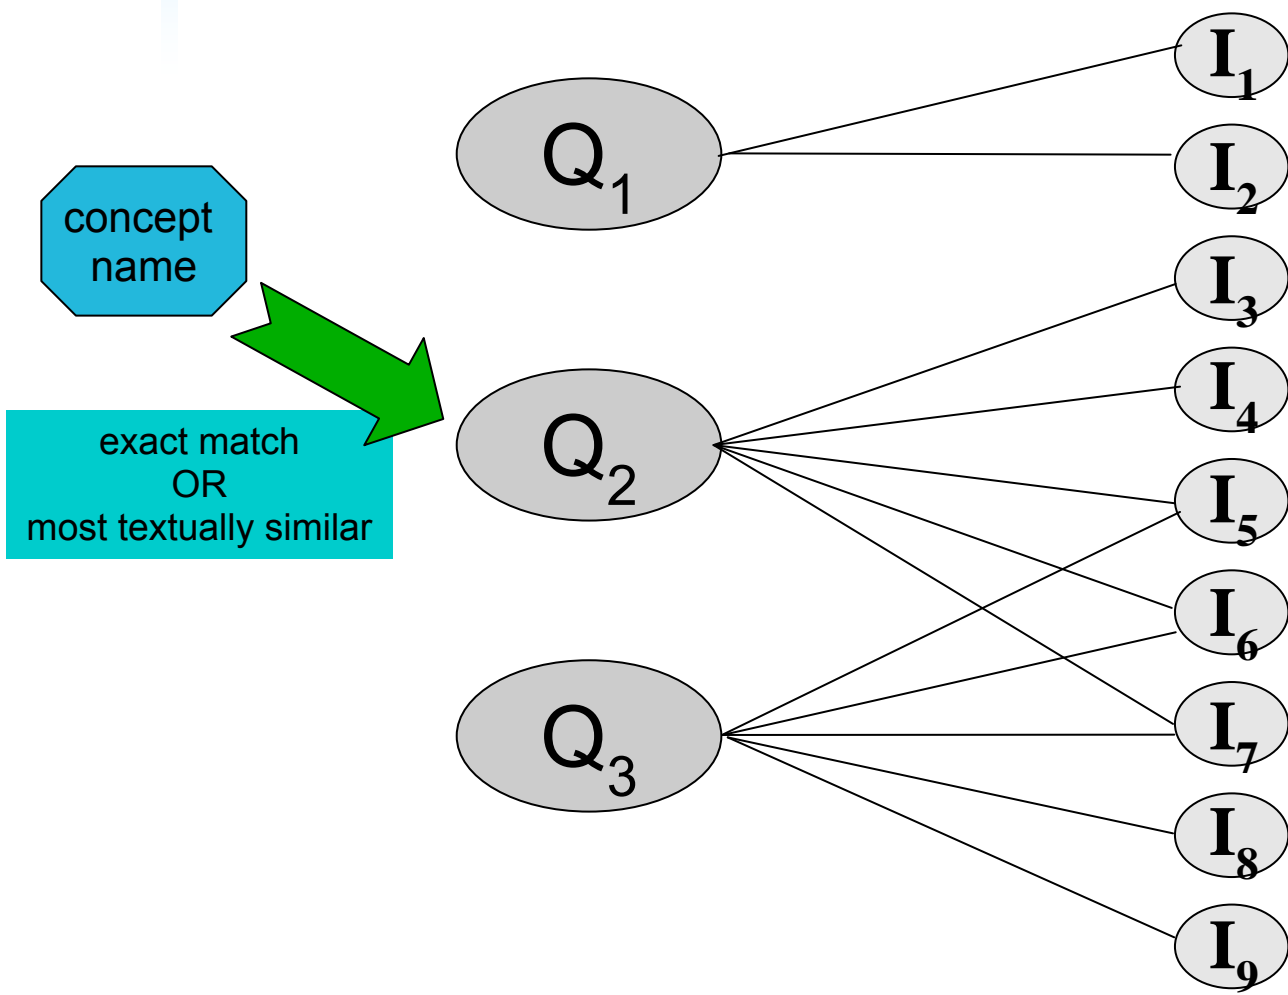 concept
name
exact match
OR
most textually similar
Q1
Q2
Q3
I1
I2
I3
I4
I5
I6
I7
I8
I9